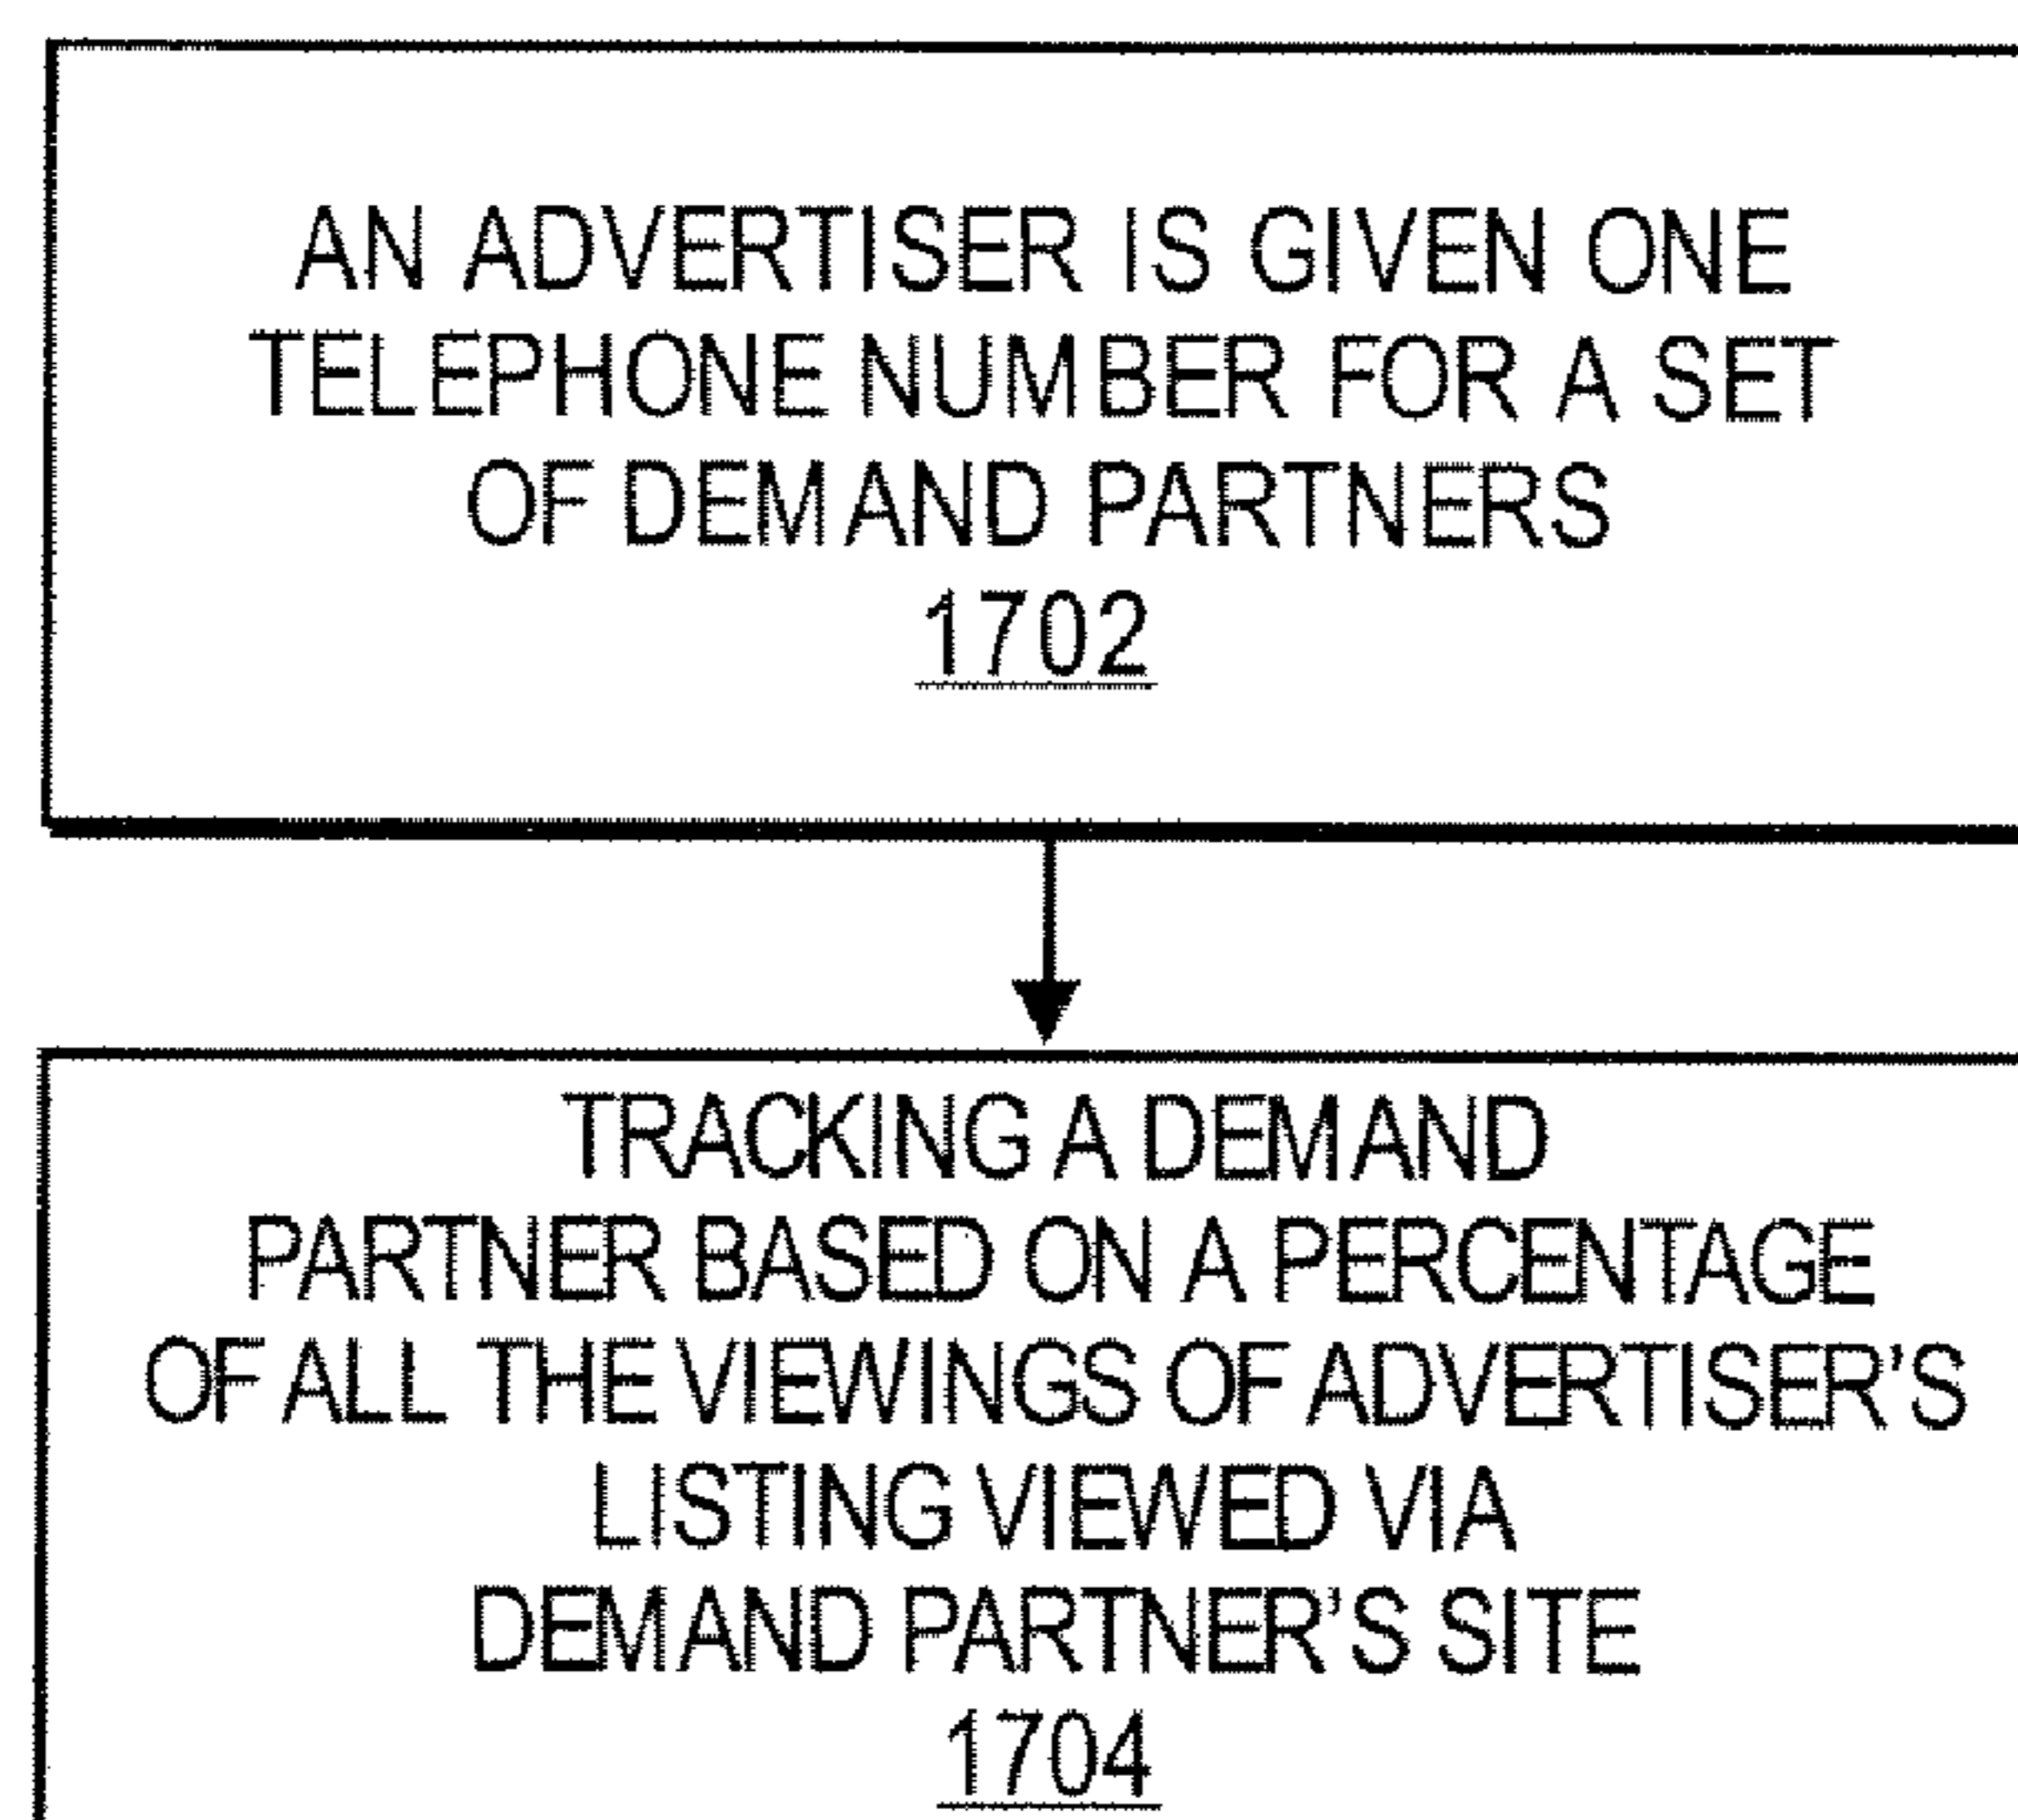 AN ADVERTISER IS GIVEN ONE
TELEPHONE NUMBER FOR A SET
OF DEMAND PARTNERS
1702
TRACKING A DEMAND
PARTNER BASED ON A PERCENTAGE
OF ALL THE VIEWINGS OF ADVERTISER'S
LISTING VIEWED VIA
DEMAND PARTNER'S SITE
1704